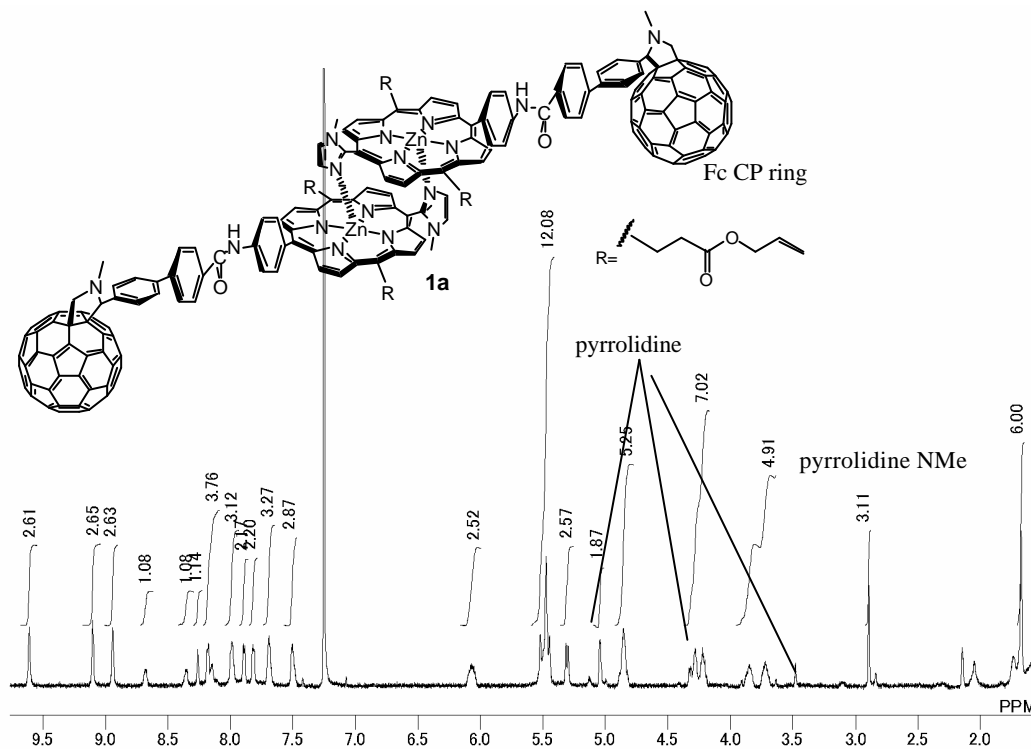 N
R
H
N
C
O
N
N
Zn
N
N
N
N
R
N
R
N
Fc CP ring
N
N
Zn
N
N
N
H
N
C
O
N
R
1a
N
R=
O
O
12.08
pyrrolidine
7.02
5.25
pyrrolidine NMe
4.91
6.00
2.61
2.65
2.63
1.08
1.08
1.14
3.76
3.12
2.17
2.20
3.27
2.87
2.52
2.57
1.87
3.11
PPM
9.5 9.0 8.5 8.0 7.5 7.0 6.5 6.0 5.5 5.0 4.5 4.0 3.5 3.0 2.5 2.0